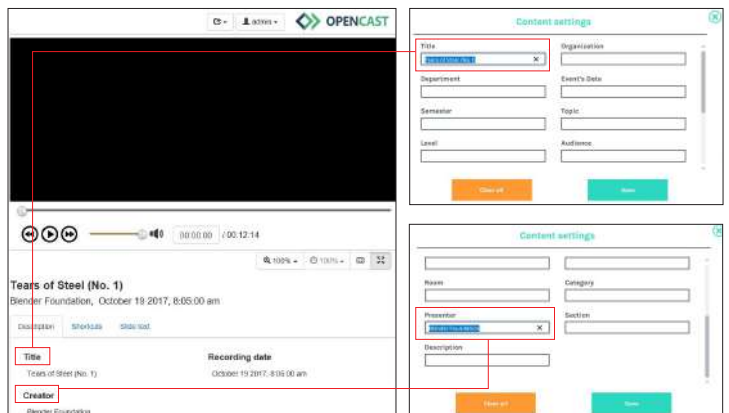 admin
OPENCAST
00:00:00 / 00:12:14
100%
100%
Tears of Steel (No. 1)
Blender Foundation, October 19 2017, 8:05:00 am
Description Shortcuts Slide text
Title
Recording date
Tears of Steel (No. 1)
October 19 2017, 8:05:00 am
Creator
Blender Foundation
Content settings
Title
Organization
Tears of Steel (No. 1)
Department
Event's Date
Semester
Topic
Level
Audience
Clear all
Save
Content settings
Room
Category
Presenter
Section
Blender Foundation
Description
Clear all
Save